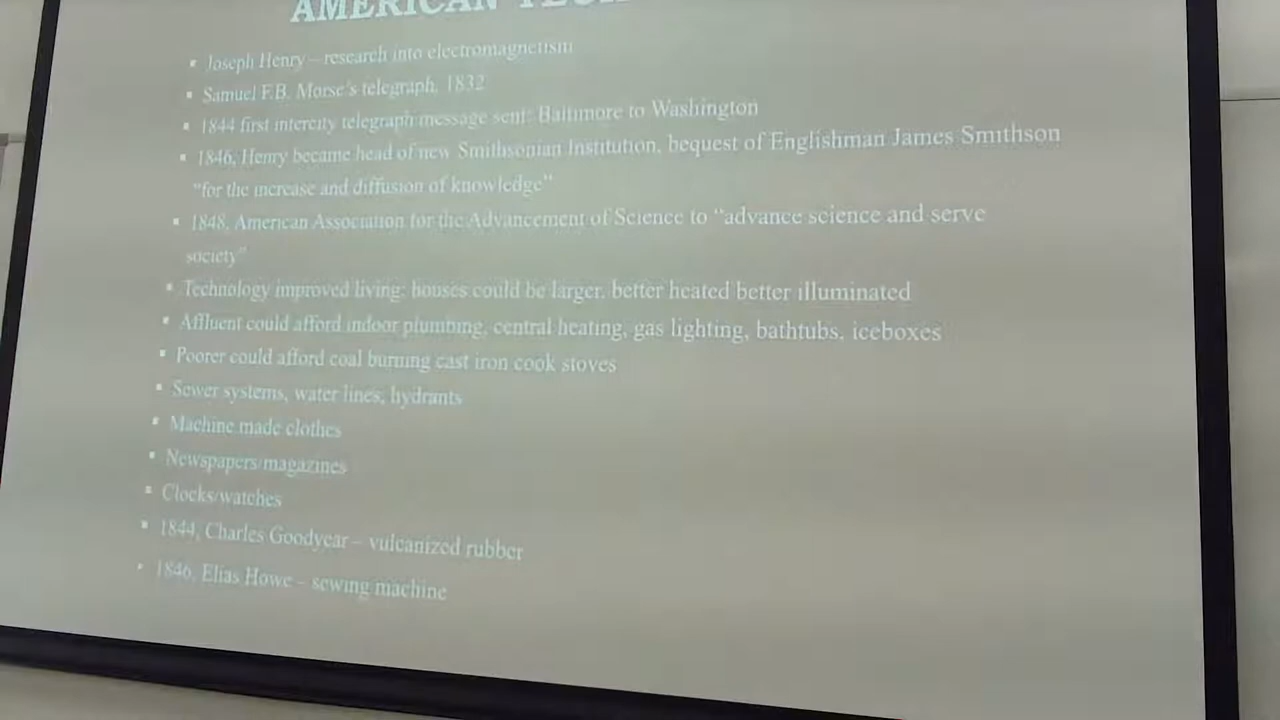 AMERICAN
▪ Joseph Henry – research into electromagnetism
▪ Samuel F.B. Morse's telegraph, 1832
▪ 1844 first intercity telegraph message sent: Baltimore to Washington
▪ 1846, Henry became head of new Smithsonian Institution, bequest of Englishman James Smithson
"for the increase and diffusion of knowledge"
▪ 1848, American Association for the Advancement of Science to "advance science and serve
society"
▪ Technology improved living: houses could be larger, better heated better illuminated
▪ Affluent could afford indoor plumbing, central heating, gas lighting, bathtubs, iceboxes
▪ Poorer could afford coal burning cast iron cook stoves
▪ Sewer systems, water lines, hydrants
▪ Machine made clothes
▪ Newspapers/magazines
▪ Clocks/watches
▪ 1844, Charles Goodyear – vulcanized rubber
▪ 1846, Elias Howe – sewing machine